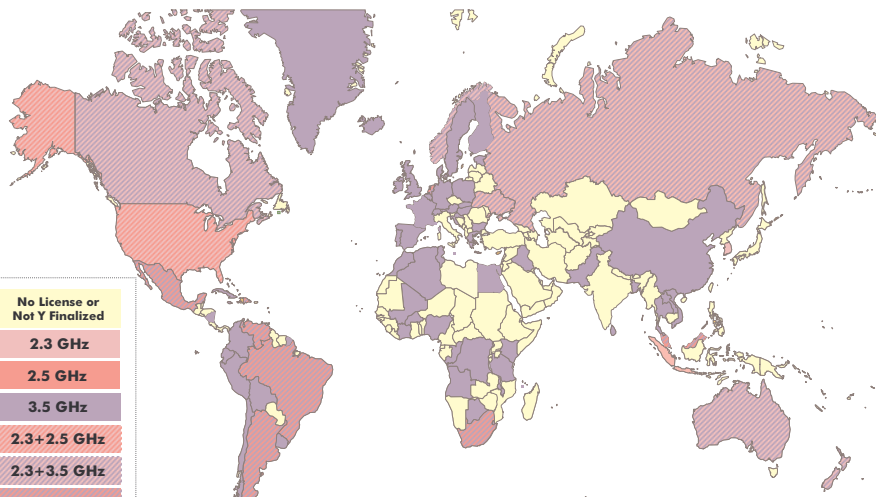 No License or
Not Y Finalized
2.3 GHz
2.5 GHz
3.5 GHz
2.3+2.5 GHz
2.3+3.5 GHz